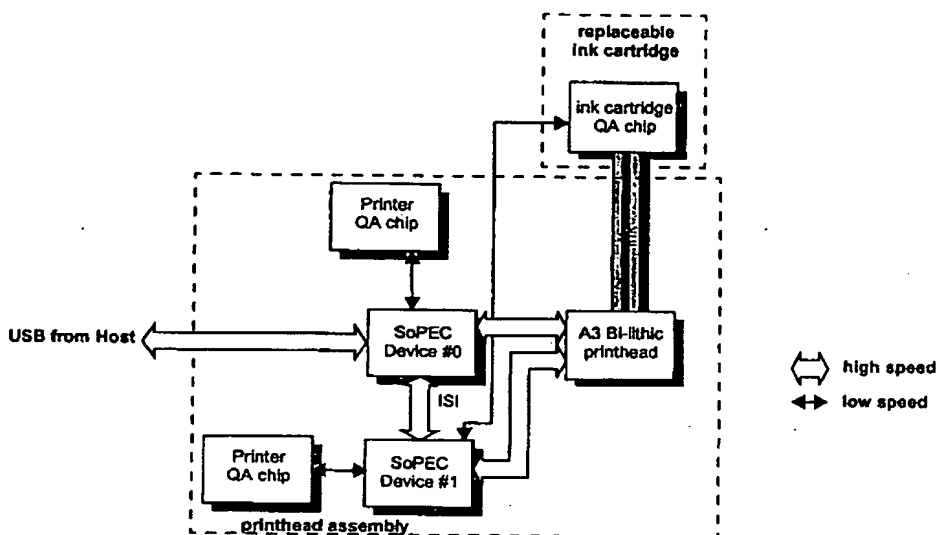 replaceable
ink cartridge
ink cartridge
QA chip
Printer
QA chip
USB from Host
SoPEC
Device #0
A3 Bi-lithic
printhead
high speed
low speed
ISI
Printer
QA chip
SoPEC
Device #1
printhead assembly